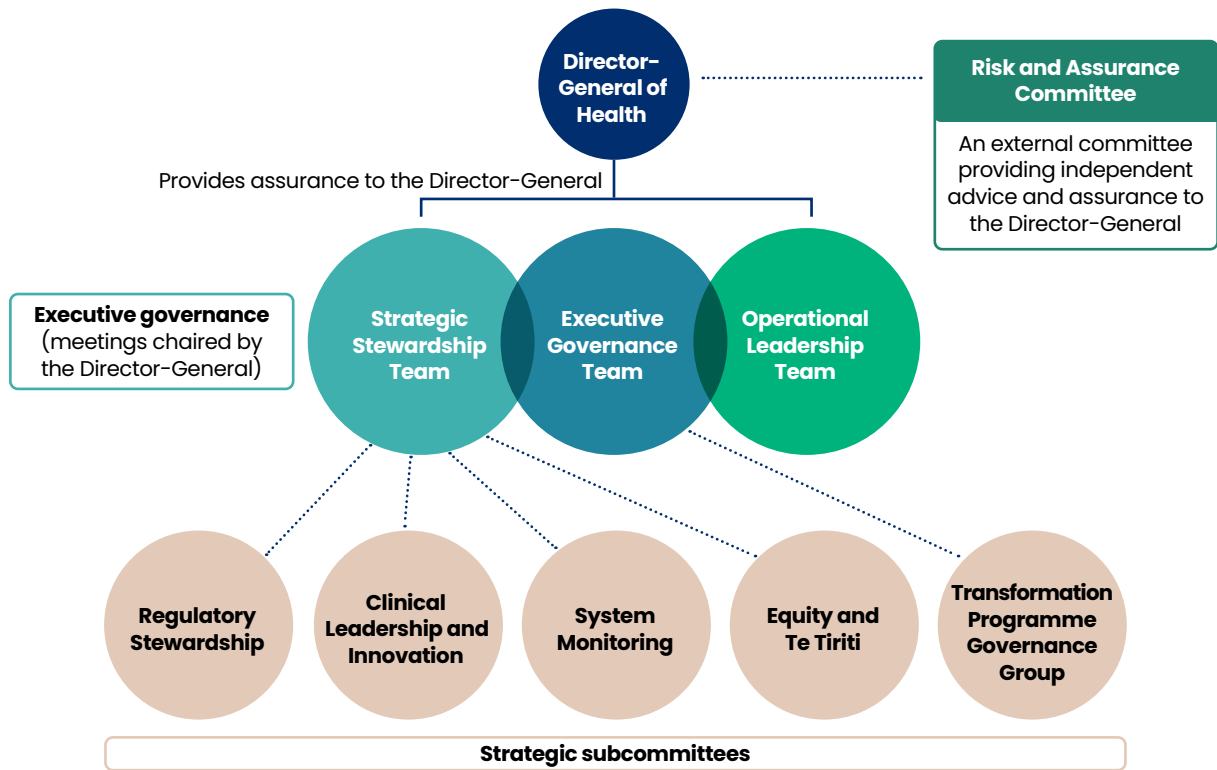 Director-
General of
Health
Risk and Assurance
Committee
An external committee
providing independent
advice and assurance to
the Director-General
Provides assurance to the Director-General
Executive governance
(meetings chaired by
the Director-General)
Strategic
Stewardship
Team
Executive
Governance
Team
Operational
Leadership
Team
Regulatory
Stewardship
Clinical
Leadership and
Innovation
System
Monitoring
Equity and
Te Tiriti
Transformation
Programme
Governance
Group
Strategic subcommittees